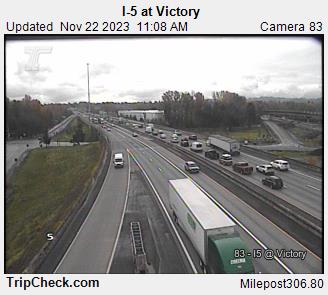 I-5 at Victory
Updated Nov 22 2023 11:08 AM Camera 83
S
83 - I5 @ Victory
TripCheck.com Milepost306.80